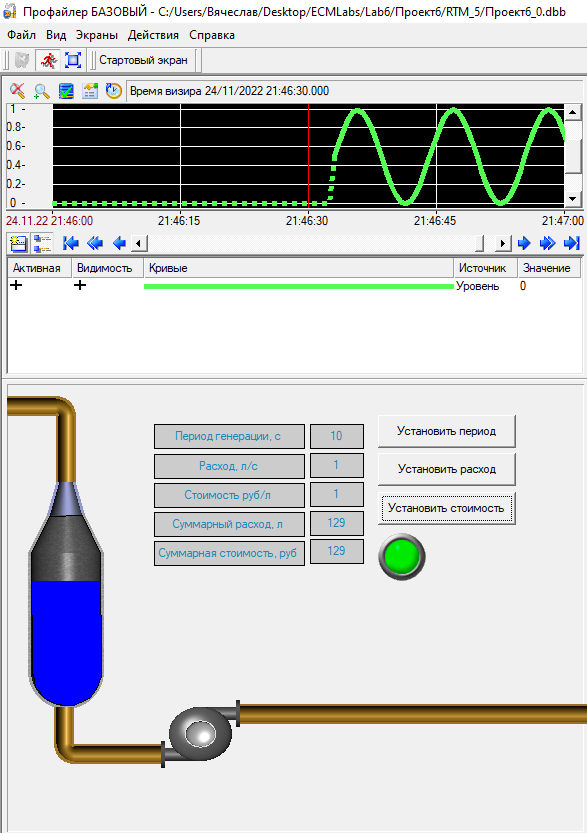 Профайлер БАЗОВЫЙ - C:/Users/Вячеслав/Desktop/ECMLabs/Lab6/Проект6/RTM_5/Проект6_0.dbb
Файл Вид Экраны Действия Справка
Стартовый экран
Время визира 24/11/2022 21:46:30.000
1
0.8
0.6
0.4
0.2
0
24.11.22 21:46:00 21:46:15 21:46:30 21:46:45 21:47:00
Активная Видимость Кривые Источник Значение
Уровень 0
Период генерации, с 10 Установить период
Расход, л/с 1 Установить расход
Стоимость руб/л 1 Установить стоимость
Суммарный расход, л 129
Суммарная стоимость, руб 129